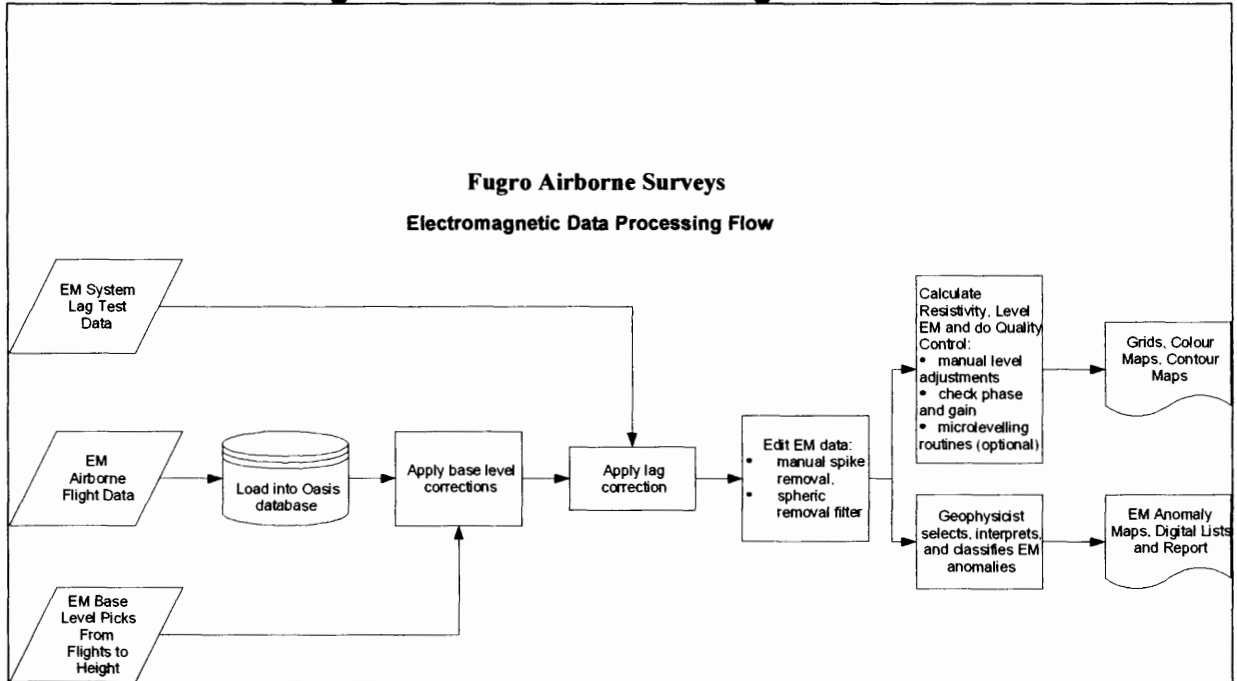 Fugro Airborne Surveys
Electromagnetic Data Processing Flow
EM System
Lag Test
Data
EM
Airborne
Flight Data
EM Base
Level Picks
From
Flights to
Height
Load into Oasis
database
Apply base level
corrections
Apply lag
correction
Edit EM data:
• manual spike
removal,
• spheric
removal filter
Calculate
Resistivity, Level
EM and do Quality
Control:
• manual level
adjustments
• check phase
and gain
• microlevelling
routines (optional)
Grids, Colour
Maps, Contour
Maps
Geophysicist
selects, interprets,
and classifies EM
anomalies
EM Anomaly
Maps, Digital Lists
and Report